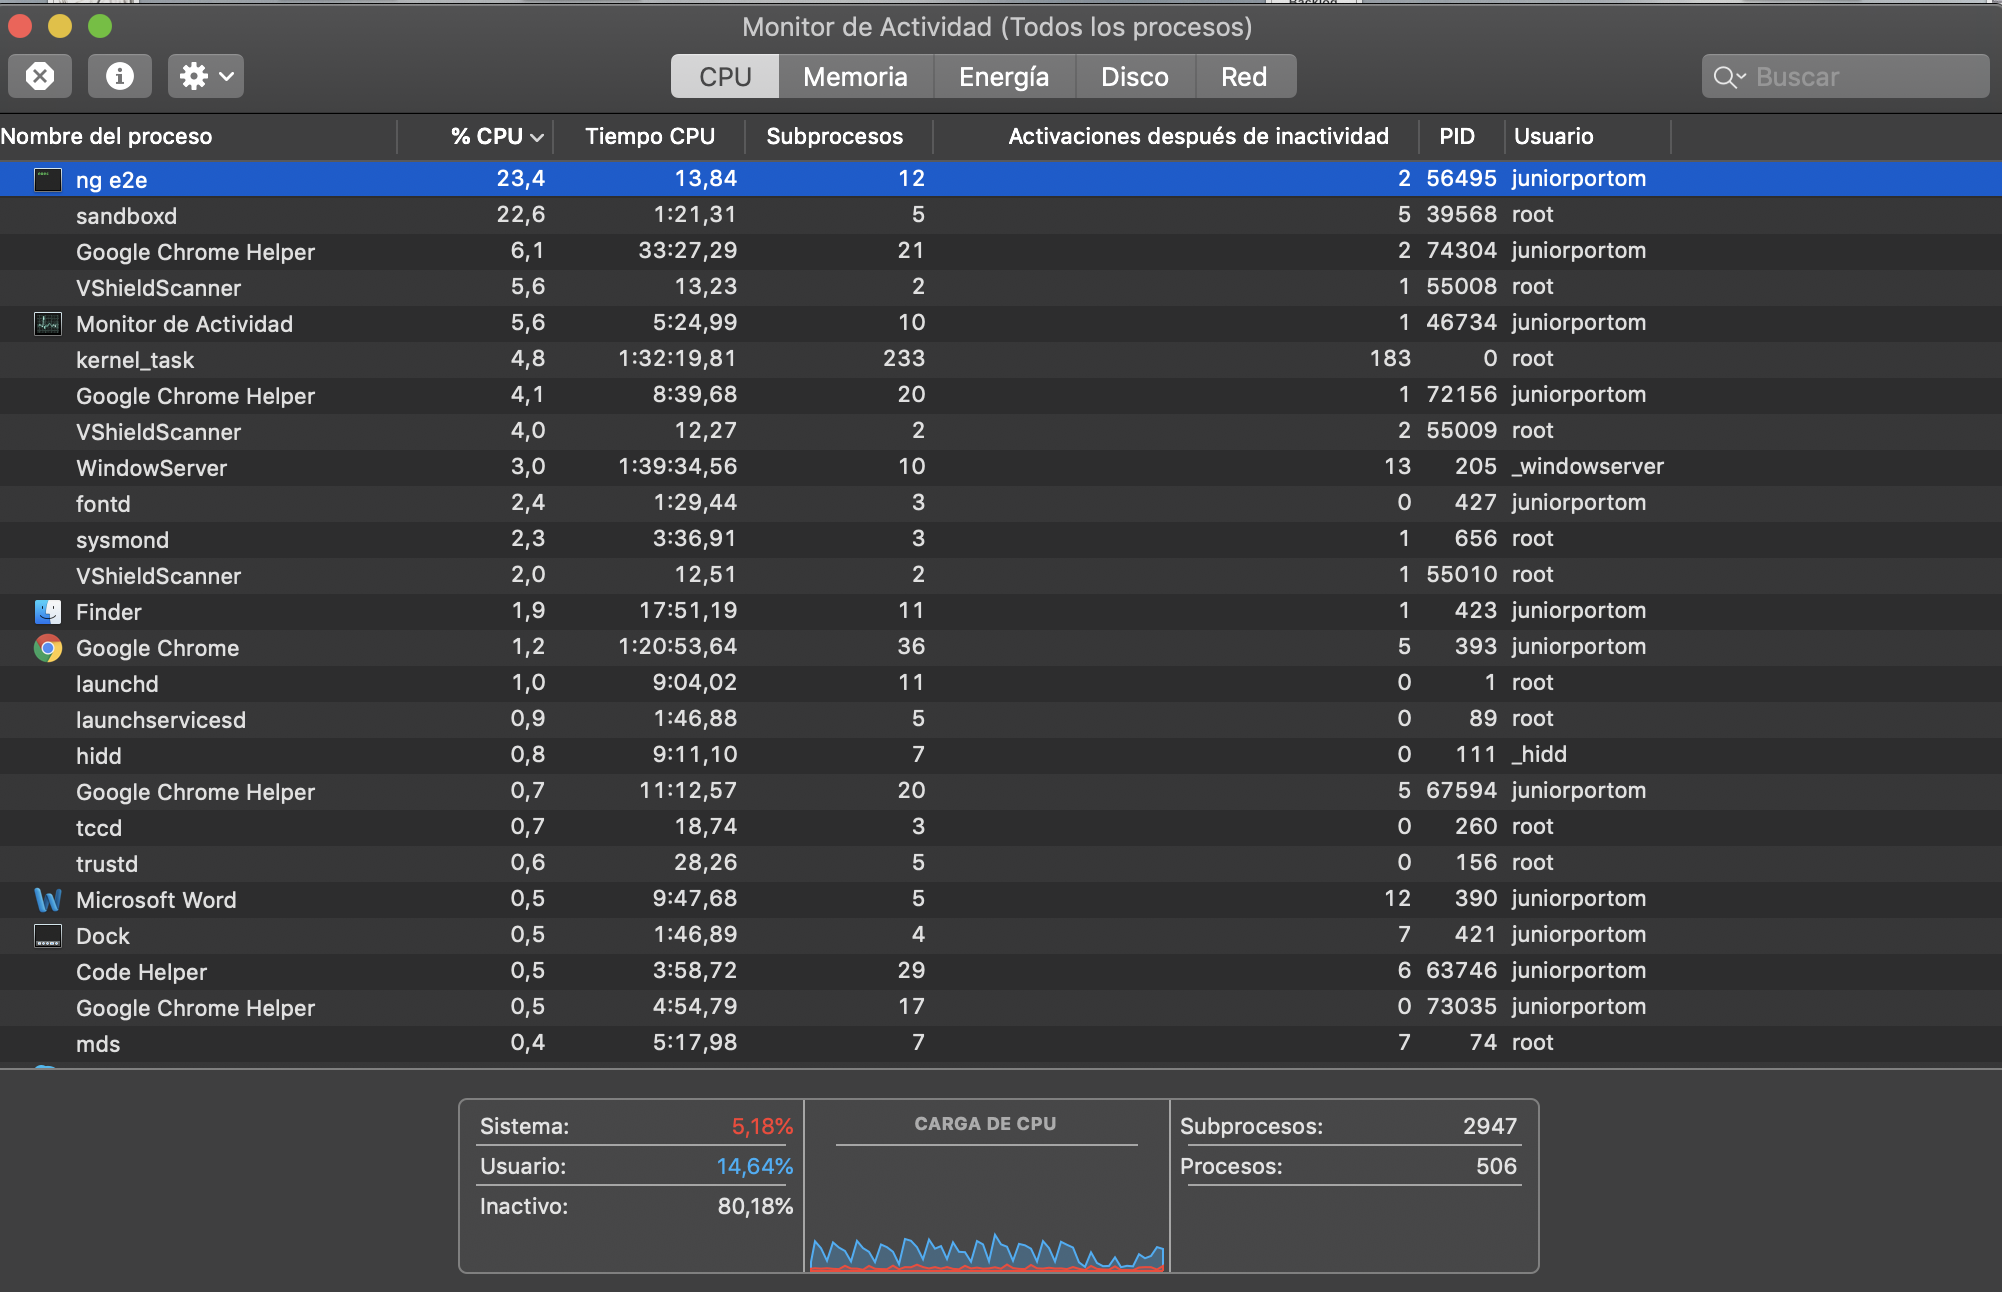 Monitor de Actividad (Todos los procesos)
CPU Memoria Energía Disco Red Buscar
Nombre del proceso % CPU Tiempo CPU Subprocesos Activaciones después de inactividad PID Usuario
ng e2e 23,4 13,84 12 2 56495 juniorportom
sandboxd 22,6 1:21,31 5 5 39568 root
Google Chrome Helper 6,1 33:27,29 21 2 74304 juniorportom
VShieldScanner 5,6 13,23 2 1 55008 root
Monitor de Actividad 5,6 5:24,99 10 1 46734 juniorportom
kernel_task 4,8 1:32:19,81 233 183 0 root
Google Chrome Helper 4,1 8:39,68 20 1 72156 juniorportom
VShieldScanner 4,0 12,27 2 2 55009 root
WindowServer 3,0 1:39:34,56 10 13 205 _windowserver
fontd 2,4 1:29,44 3 0 427 juniorportom
sysmond 2,3 3:36,91 3 1 656 root
VShieldScanner 2,0 12,51 2 1 55010 root
Finder 1,9 17:51,19 11 1 423 juniorportom
Google Chrome 1,2 1:20:53,64 36 5 393 juniorportom
launchd 1,0 9:04,02 11 0 1 root
launchservicesd 0,9 1:46,88 5 0 89 root
hidd 0,8 9:11,10 7 0 111 _hidd
Google Chrome Helper 0,7 11:12,57 20 5 67594 juniorportom
tccd 0,7 18,74 3 0 260 root
trustd 0,6 28,26 5 0 156 root
Microsoft Word 0,5 9:47,68 5 12 390 juniorportom
Dock 0,5 1:46,89 4 7 421 juniorportom
Code Helper 0,5 3:58,72 29 6 63746 juniorportom
Google Chrome Helper 0,5 4:54,79 17 0 73035 juniorportom
mds 0,4 5:17,98 7 7 74 root
Sistema: 5,18% CARGA DE CPU Subprocesos: 2947
Usuario: 14,64% Procesos: 506
Inactivo: 80,18%